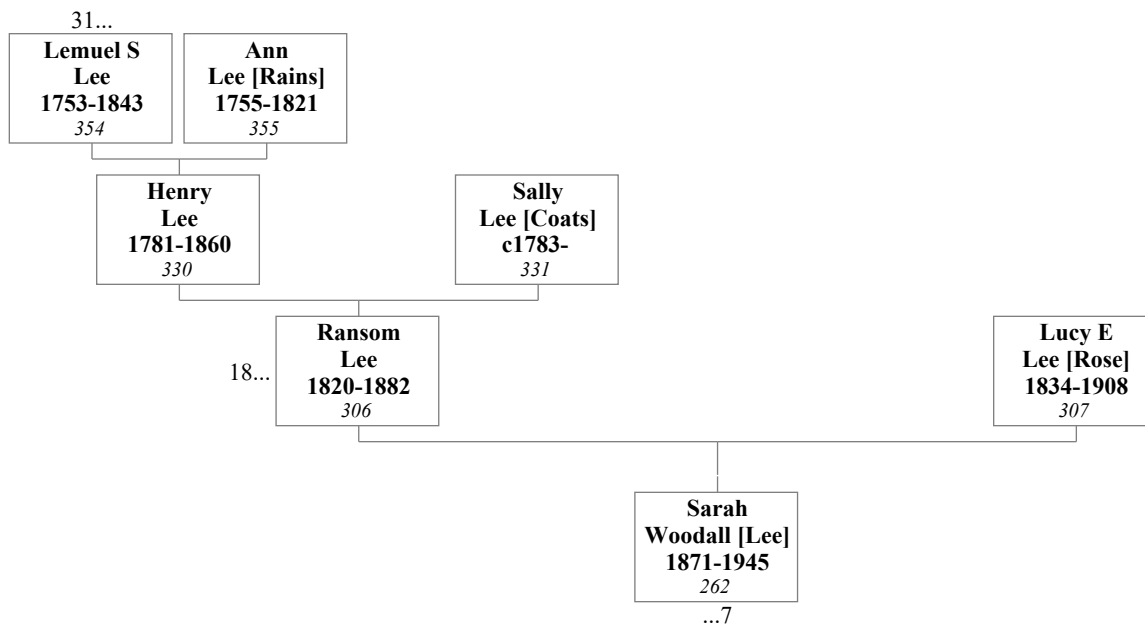 31...
Lemuel S
Lee
1753-1843
354
Ann
Lee [Rains]
1755-1821
355
Henry
Lee
1781-1860
330
Sally
Lee [Coats]
c1783-
331
18...
Ransom
Lee
1820-1882
306
Lucy E
Lee [Rose]
1834-1908
307
Sarah
Woodall [Lee]
1871-1945
262
...7